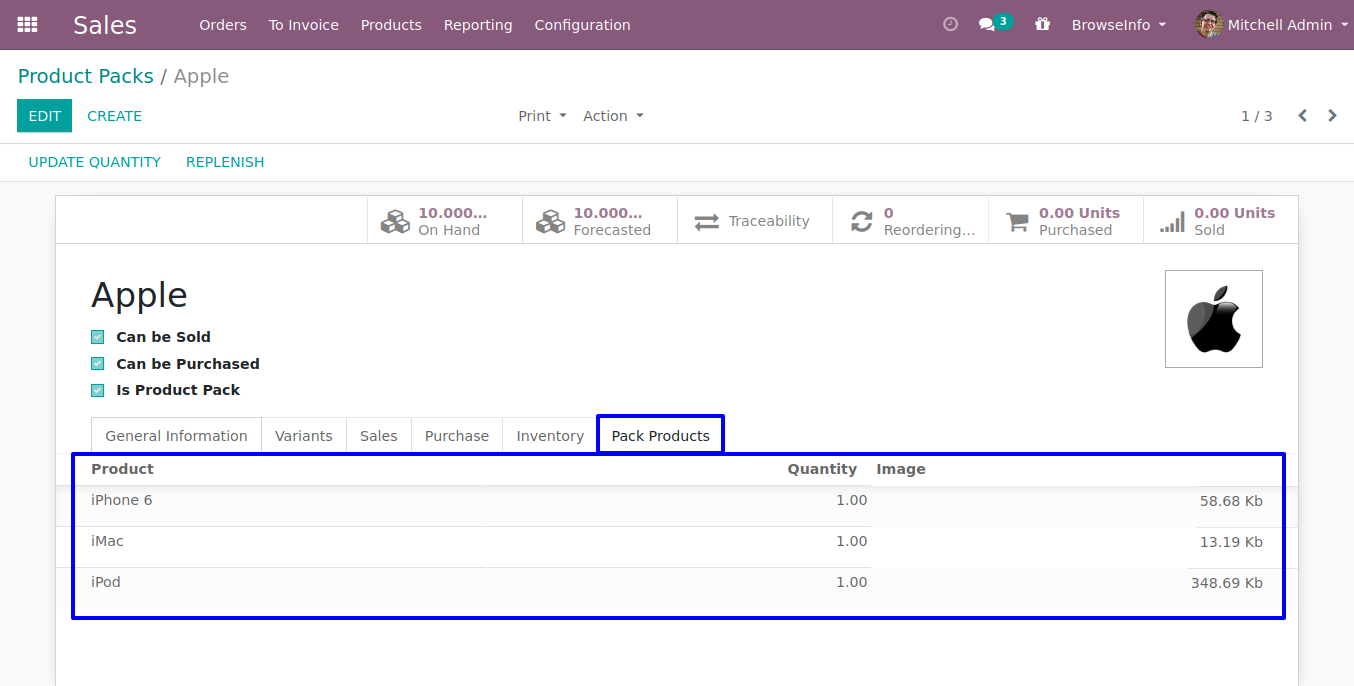 Sales Orders To Invoice Products Reporting Configuration 3 BrowseInfo Mitchell Admin
Product Packs / Apple
EDIT CREATE Print Action 1 / 3
UPDATE QUANTITY REPLENISH
10.000... 10.000... Traceability 0 0.00 Units 0.00 Units
On Hand Forecasted Reordering... Purchased Sold
Apple
Can be Sold
Can be Purchased
Is Product Pack
General Information Variants Sales Purchase Inventory Pack Products
Product Quantity Image
iPhone 6 1.00 58.68 Kb
iMac 1.00 13.19 Kb
iPod 1.00 348.69 Kb